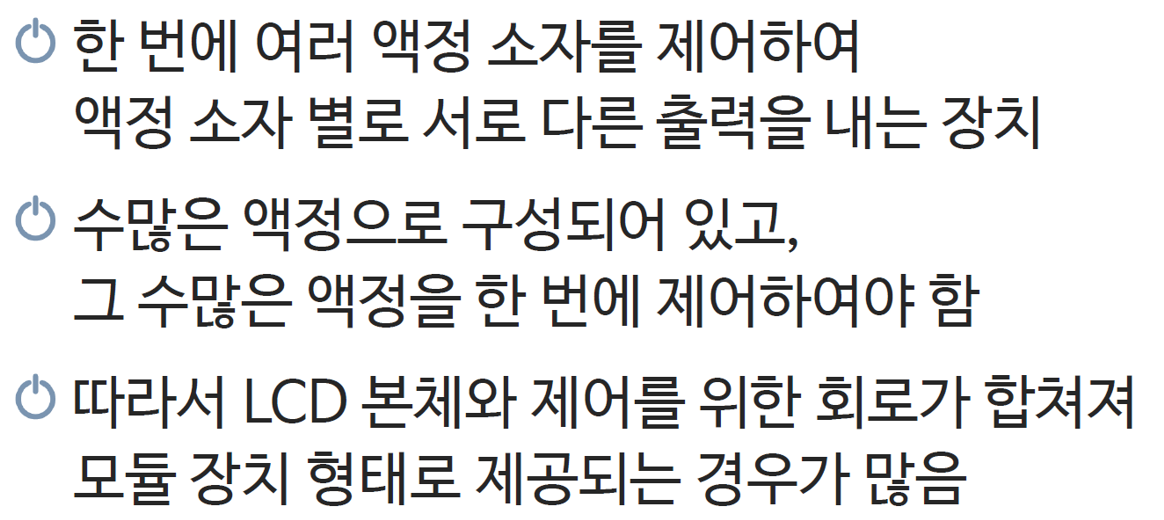 한 번에 여러 액정 소자를 제어하여
액정 소자 별로 서로 다른 출력을 내는 장치
수많은 액정으로 구성되어 있고,
그 수많은 액정을 한 번에 제어하여야 함
따라서 LCD 본체와 제어를 위한 회로가 합쳐져
모듈 장치 형태로 제공되는 경우가 많음